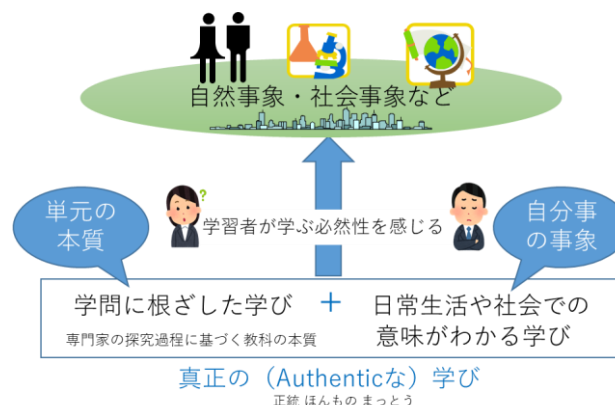 自然事象・社会事象など
単元の
本質
?
学習者が学ぶ必然性を感じる
自分事
の事象
学問に根ざした学び
専門家の探究過程に基づく教科の本質
+
日常生活や社会での
意味がわかる学び
真正の(Authenticな)学び
正統 ほんもの まっとう